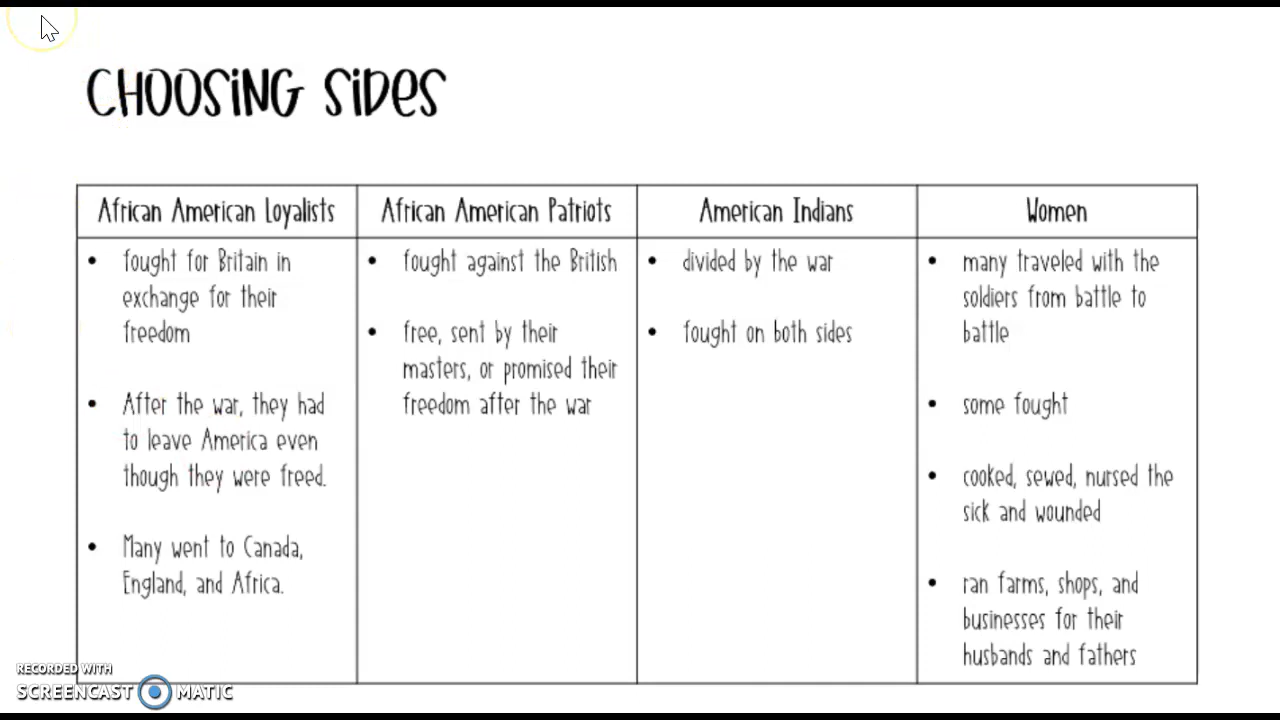 CHOOSING SIDES
African American Loyalists
fought for Britain in
exchange for their
freedom
After the war, they had
to leave America even
though they were freed.
Many went to Canada,
England, and Africa.
African American Patriots
fought against the British
free, sent by their
masters, or promised their
freedom after the war
American Indians
divided by the war
fought on both sides
Women
many traveled with the
soldiers from battle to
battle
some fought
cooked, sewed, nursed the
sick and wounded
ran farms, shops, and
businesses for their
husbands and fathers
RECORDED WITH
SCREENCAST MATIC